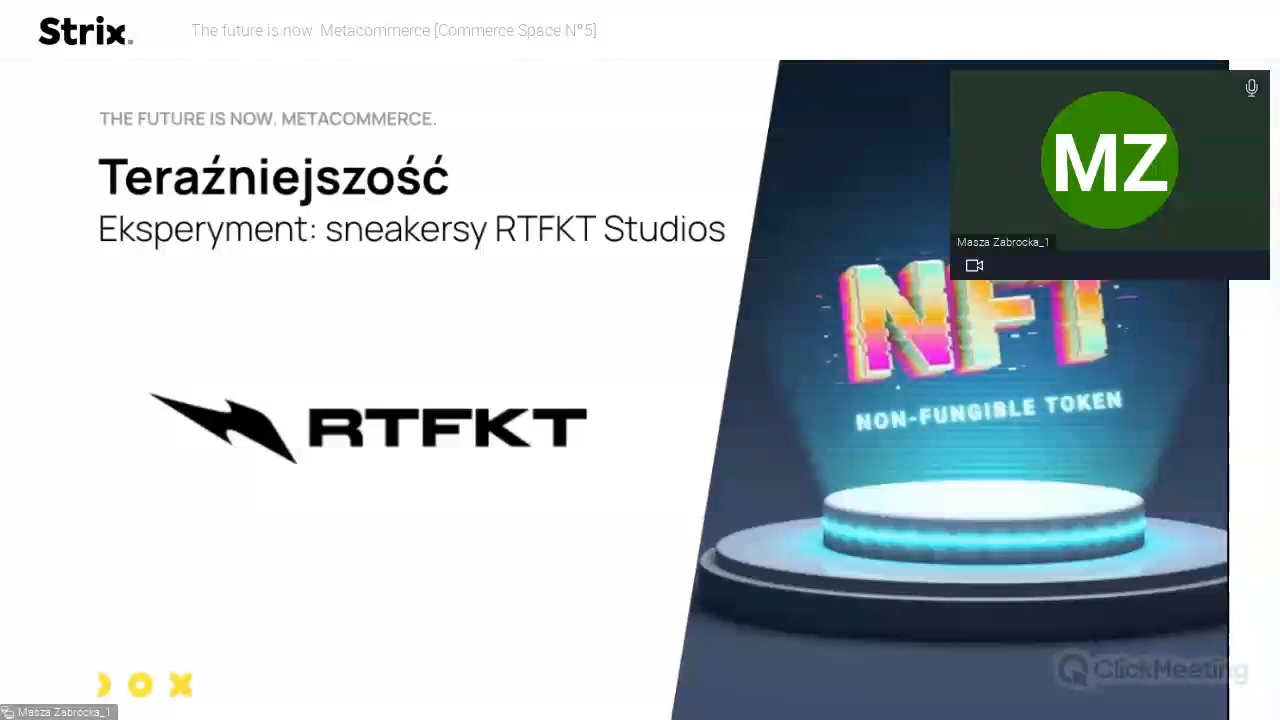 Strix
The future is now. Metacommerce [Commerce Space N°5]
THE FUTURE IS NOW. METACOMMERCE.
Teraźniejszość
Eksperyment: sneakersy RTFKT Studios
RTFKT
MZ
Masza Zabrocka_1
NFT
NON-FUNGIBLE TOKEN
ClickMeeting
Masza Zabrocka_1